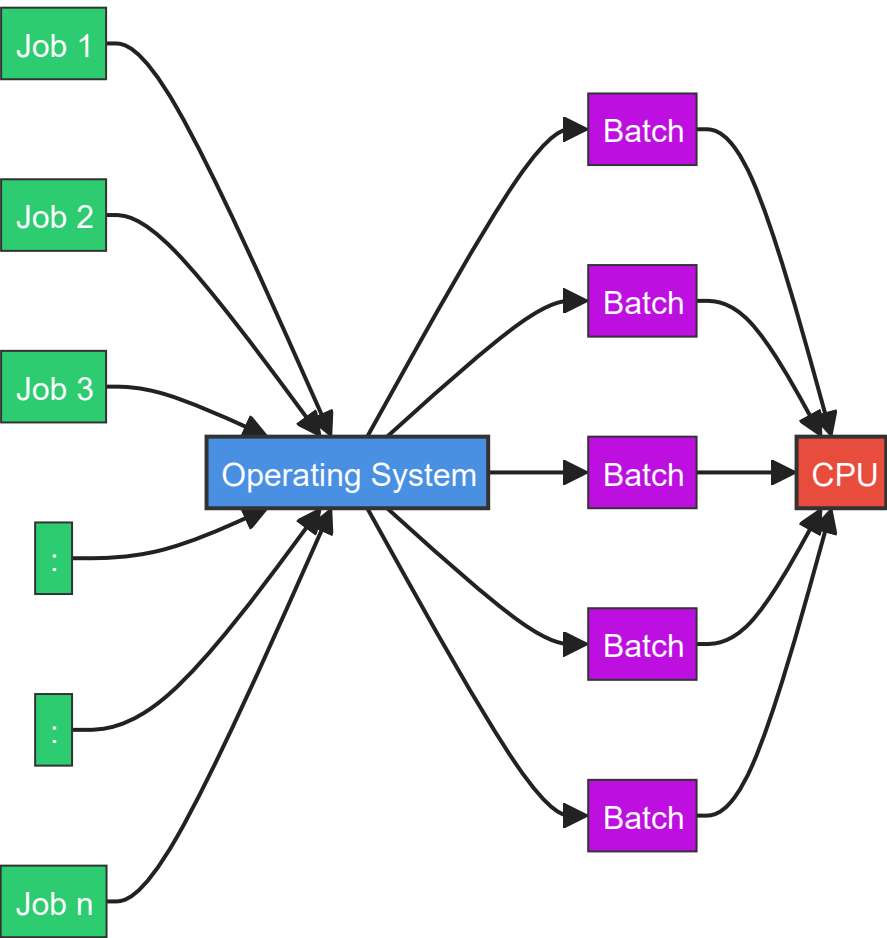 Job 1
Job 2
Job 3
:
:
Job n
Operating System
Batch
Batch
Batch
Batch
Batch
CPU